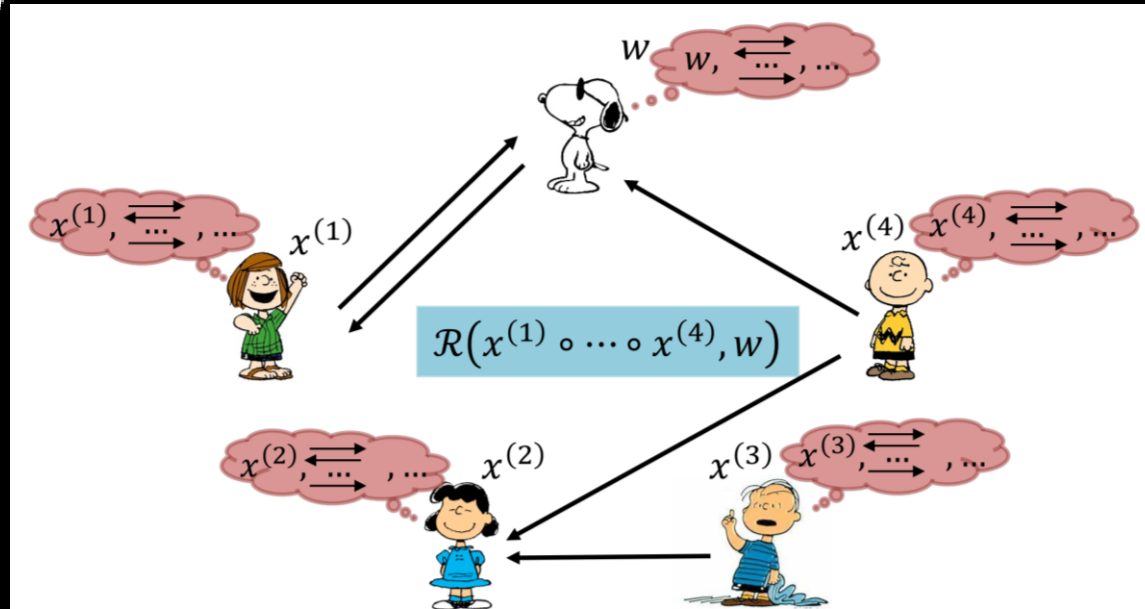 w
w, ... , ...
x^(1), ... , ...
x^(1)
x^(4)
x^(4), ... , ...
ℛ(x^(1) ∘ ⋯ ∘ x^(4), w)
x^(2), ... , ...
x^(2)
x^(3)
x^(3), ... , ...